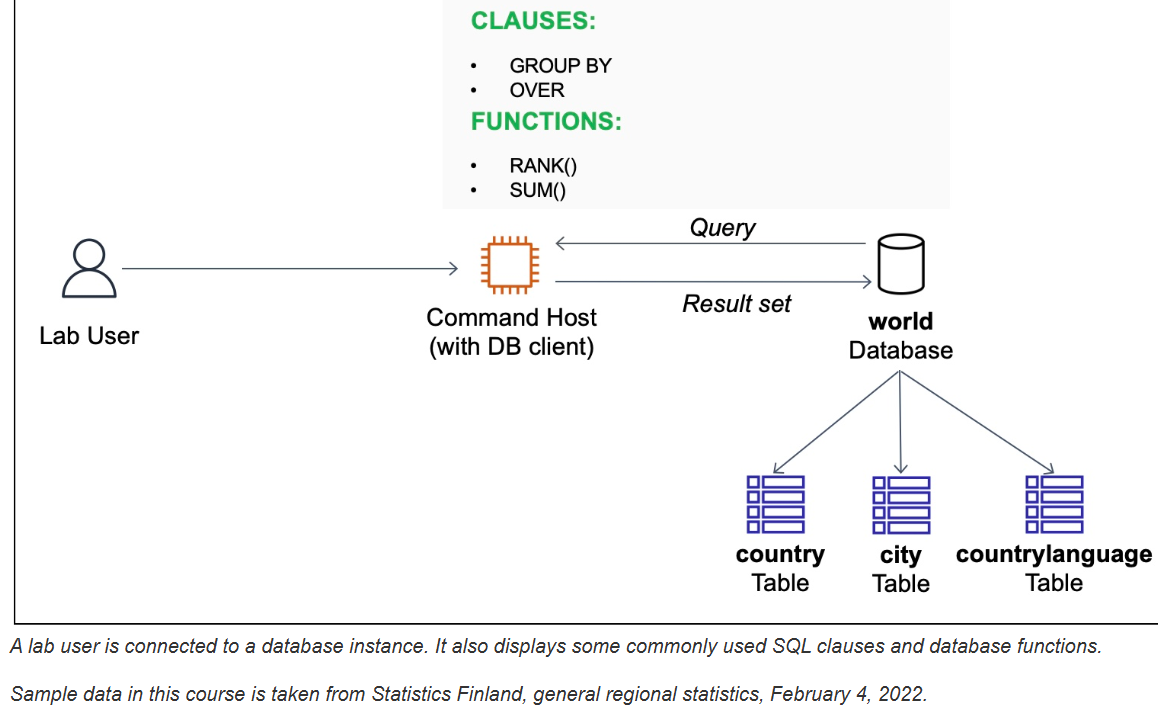 CLAUSES:
• GROUP BY
• OVER
FUNCTIONS:
• RANK()
• SUM()
Query
Result set
Lab User
Command Host
(with DB client)
world
Database
country
Table
city
Table
countrylanguage
Table
A lab user is connected to a database instance. It also displays some commonly used SQL clauses and database functions.
Sample data in this course is taken from Statistics Finland, general regional statistics, February 4, 2022.